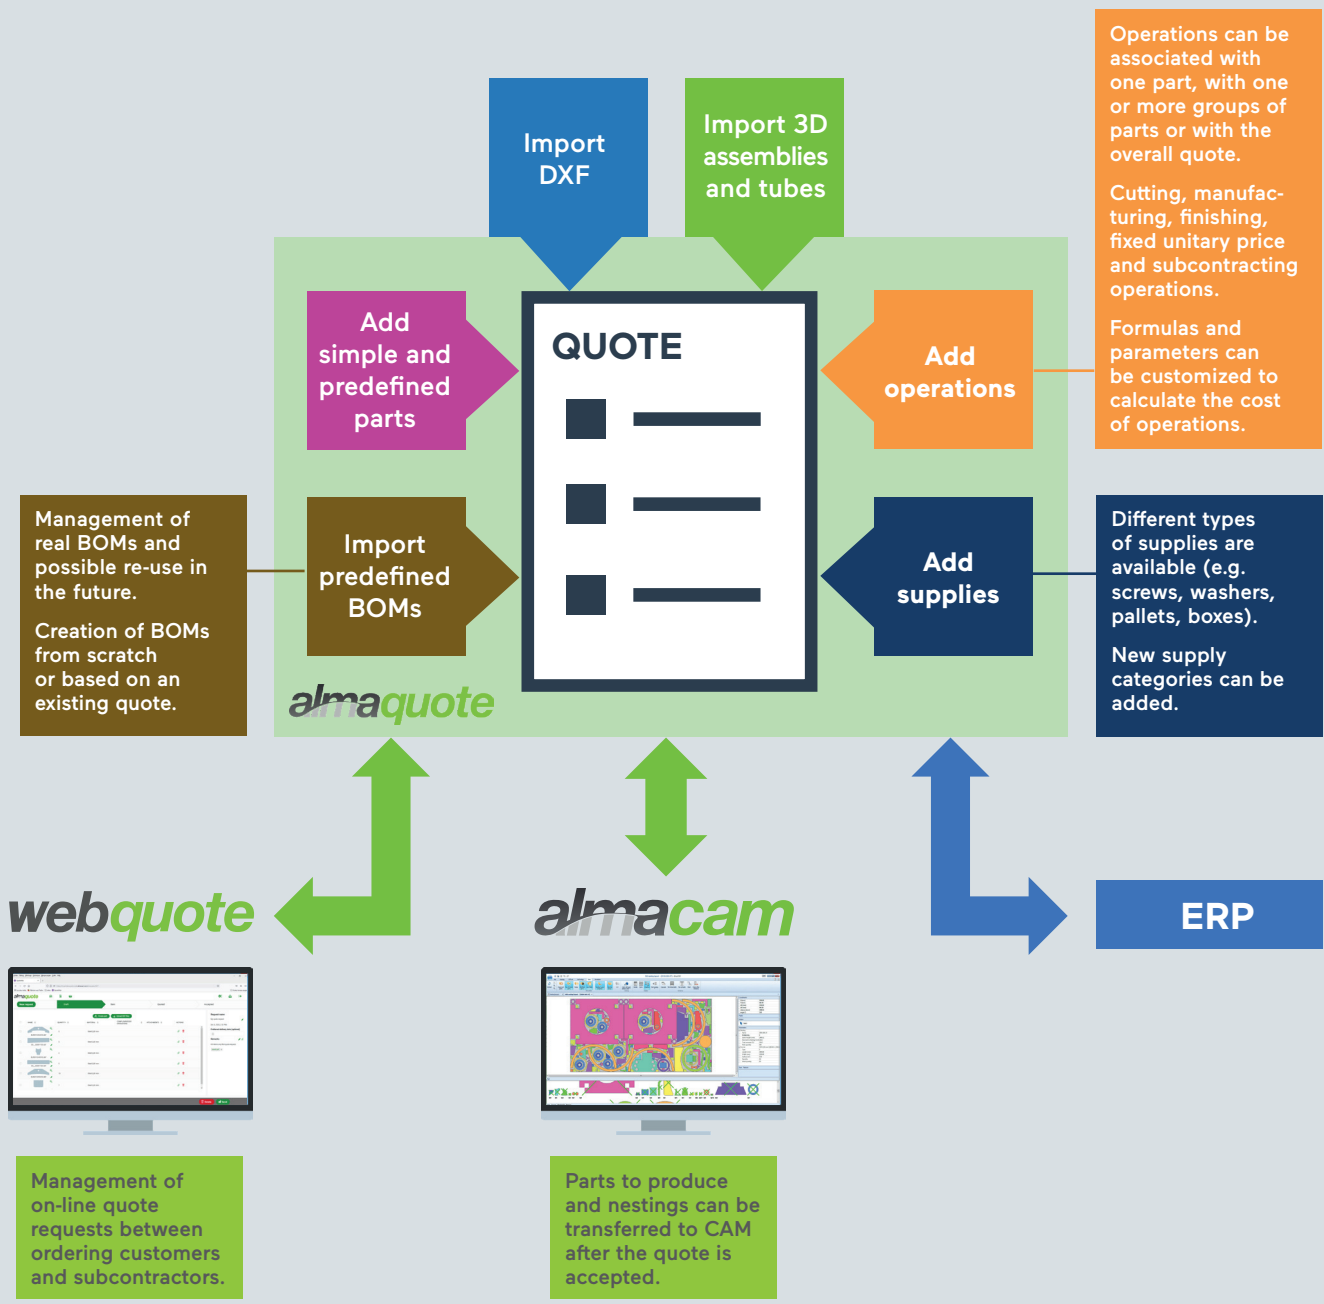 Import
DXF
Import 3D
assemblies
and tubes
Operations can be
associated with
one part, with one
or more groups of
parts or with the
overall quote.
Cutting, manufac-
turing, finishing,
fixed unitary price
and subcontracting
operations.
Formulas and
parameters can
be customized to
calculate the cost
of operations.
Add
simple and
predefined
parts
QUOTE
Add
operations
Management of
real BOMs and
possible re-use in
the future.
Creation of BOMs
from scratch
or based on an
existing quote.
Import
predefined
BOMs
Add
supplies
Different types
of supplies are
available (e.g.
screws, washers,
pallets, boxes).
New supply
categories can be
added.
almaquote
webquote
almacam
ERP
almaquote
Management of
on-line quote
requests between
ordering customers
and subcontractors.
Parts to produce
and nestings can be
transferred to CAM
after the quote is
accepted.